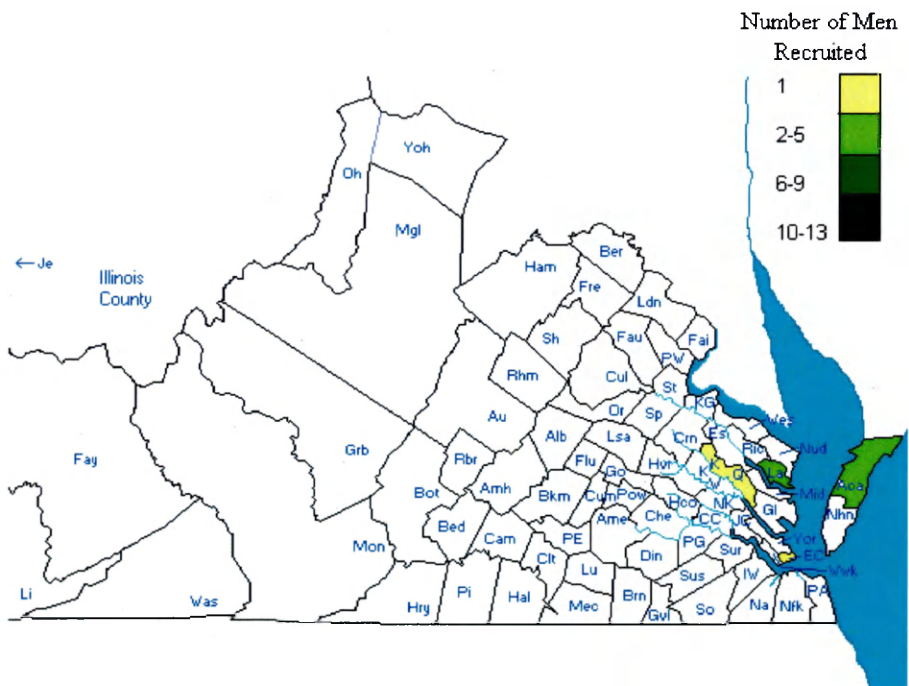 Number of Men
Recruited
1
2-5
6-9
10-13
Yoh
Oh
Mgl
Ber
←Je
Illinois
County
Ham
Fre
Ldn
Sh
Fau
Fai
PW
Rhm
Cul
St
KG
Au
Or
Sp
Wes
Es
Alb
Lsa
Crn
Ric
Nud
Grb
Rbr
Hvr
K
Q
La
Fay
Flu
Go
W
Mid
Aca
Bot
Amh
Bkm
Cum
Pow
Hco
NK
Gl
Nhn
Bed
Ame
Che
CC
JC
Yor
Mon
Cam
PE
PG
EC
Clt
Din
Sur
Wwk
Lu
Sus
IW
Li
Was
Hry
Pi
Hal
Mec
Brn
Gvl
So
Na
Nfk
PA